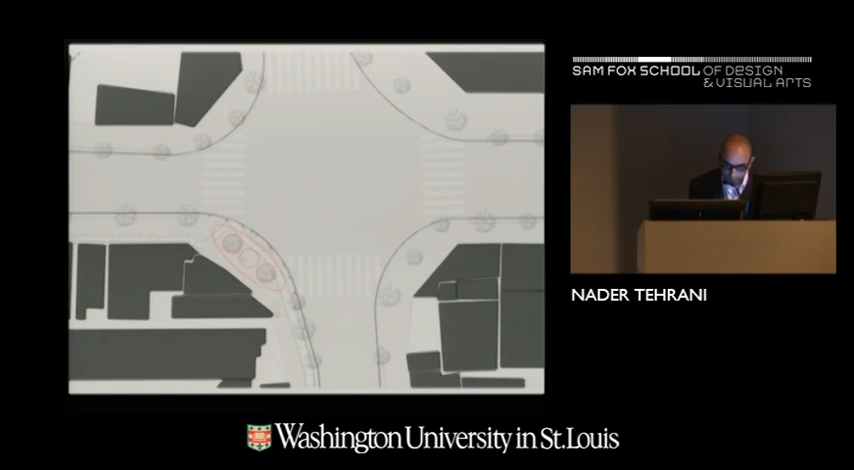 SAM FOX SCHOOL OF DESIGN
& VISUAL ARTS
NADER TEHRANI
Washington University in St. Louis